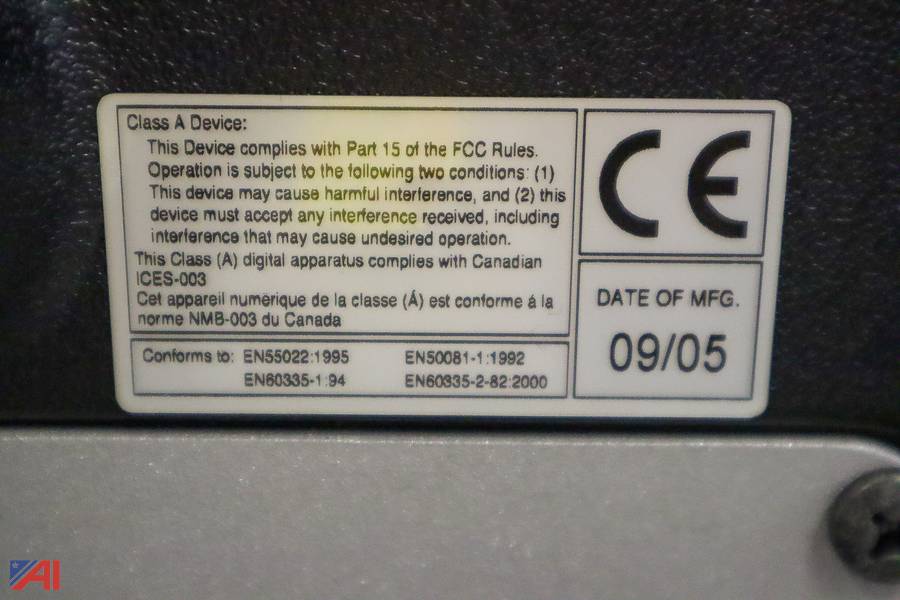 Class A Device:
This Device complies with Part 15 of the FCC Rules.
Operation is subject to the following two conditions: (1)
This device may cause harmful interference, and (2) this
device must accept any interference received, including
interference that may cause undesired operation.
This Class (A) digital apparatus complies with Canadian
ICES-003
Cet appareil numérique de la classe (Á) est conforme á la
norme NMB-003 du Canada
Conforms to: EN55022:1995 EN50081-1:1992
EN60335-1:94 EN60335-2-82:2000
CE
DATE OF MFG.
09/05
AI